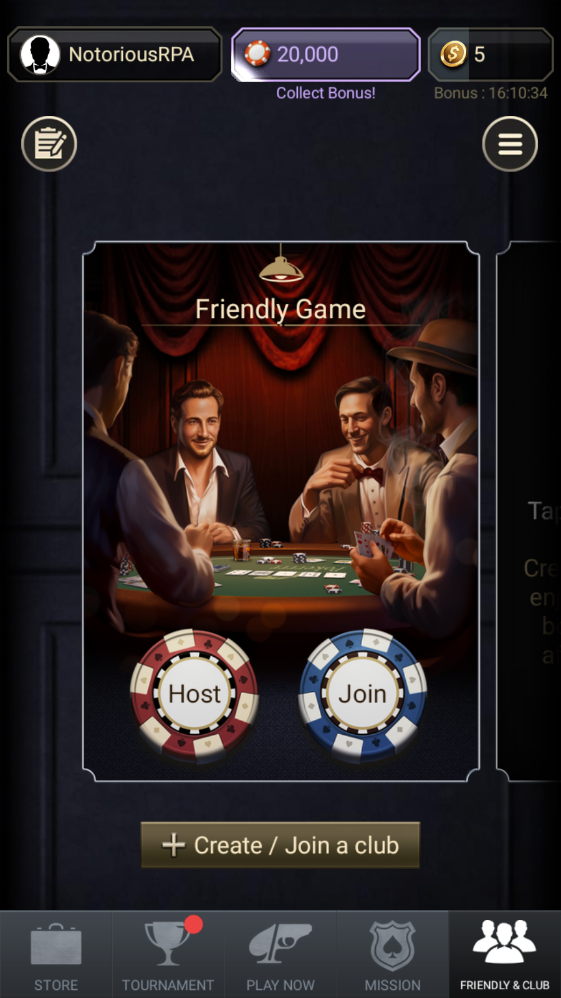 NotoriousRPA
20,000
5
Collect Bonus!
Bonus : 16:10:34
Friendly Game
Host
Join
+ Create / Join a club
STORE
TOURNAMENT
PLAY NOW
MISSION
FRIENDLY & CLUB